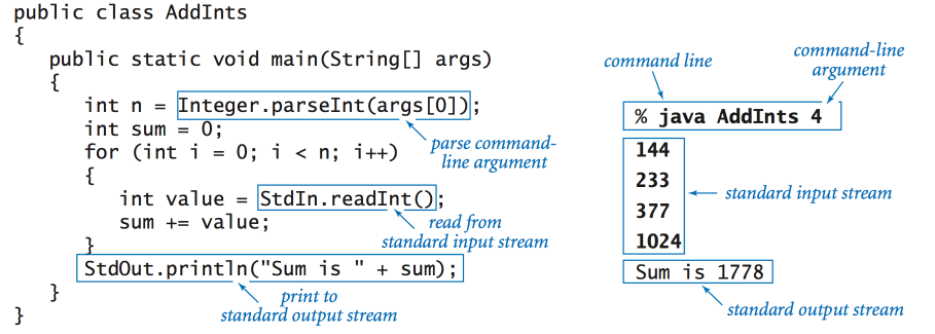 public class AddInts
{
public static void main(String[] args)
{
int n = Integer.parseInt(args[0]);
int sum = 0;
parse command-
line argument
for (int i = 0; i < n; i++)
{
int value = StdIn.readInt();
sum += value;
read from
standard input stream
}
StdOut.println("Sum is " + sum);
print to
standard output stream
}
}
command line
command-line
argument
% java AddInts 4
144
233
377
1024
standard input stream
Sum is 1778
standard output stream